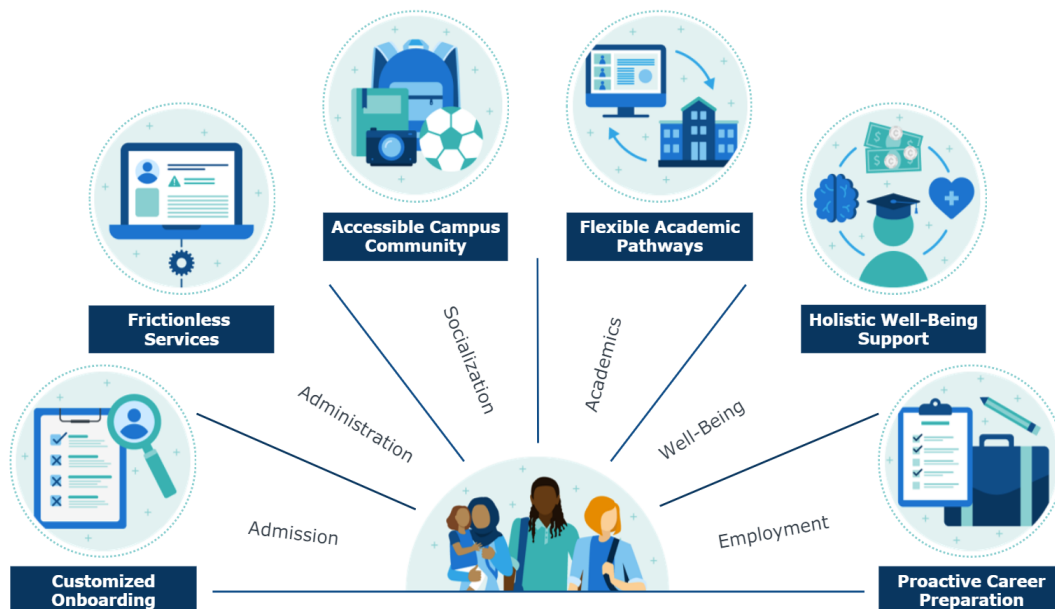 Accessible Campus
Community
Flexible Academic
Pathways
Frictionless
Services
Holistic Well-Being
Support
Socialization
Academics
Administration
Well-Being
Admission
Employment
Customized
Onboarding
Proactive Career
Preparation